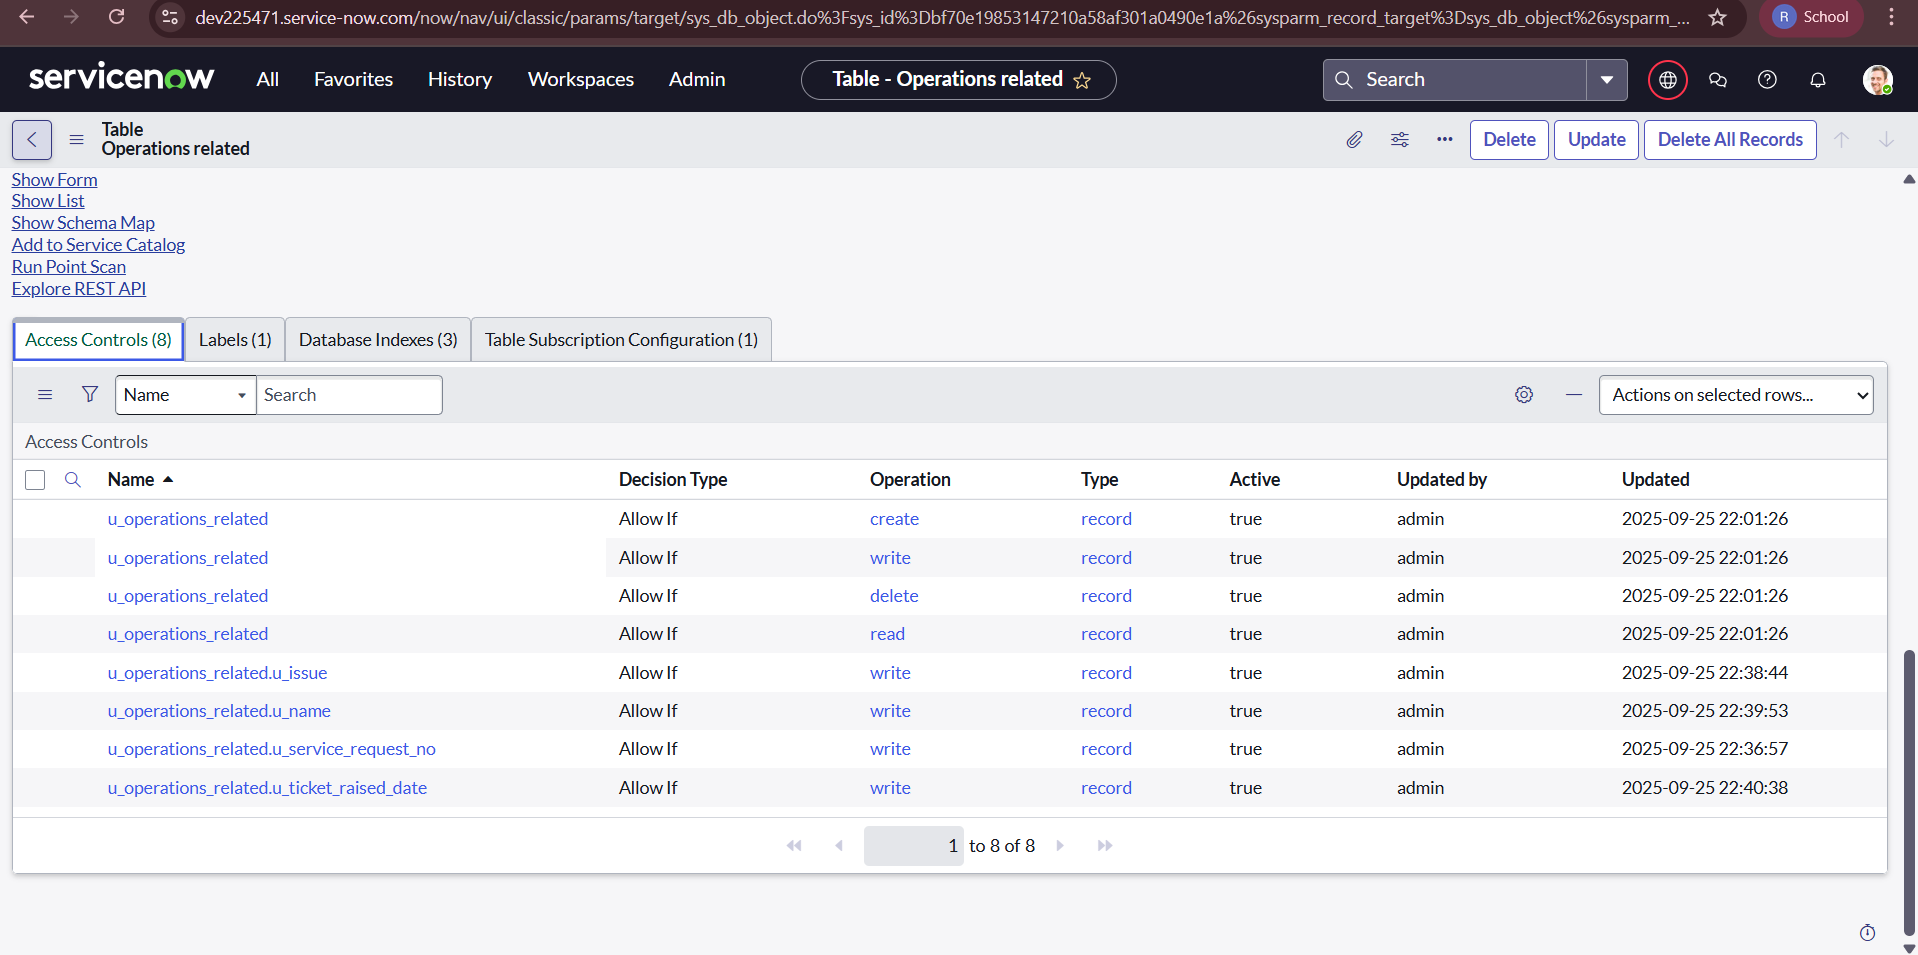 dev225471.service-now.com/now/nav/ui/classic/params/target/sys_db_object.do%3Fsys_id%3Dbf70e19853147210a58af301a0490e1a%26sysparm_record_target%3Dsys_db_object%26sysparm_... R School
servicenow All Favorites History Workspaces Admin Table - Operations related Search
Table
Operations related
Delete Update Delete All Records
Show Form
Show List
Show Schema Map
Add to Service Catalog
Run Point Scan
Explore REST API
Access Controls (8) Labels (1) Database Indexes (3) Table Subscription Configuration (1)
Name Search Actions on selected rows...
Access Controls
Name Decision Type Operation Type Active Updated by Updated
u_operations_related Allow If create record true admin 2025-09-25 22:01:26
u_operations_related Allow If write record true admin 2025-09-25 22:01:26
u_operations_related Allow If delete record true admin 2025-09-25 22:01:26
u_operations_related Allow If read record true admin 2025-09-25 22:01:26
u_operations_related.u_issue Allow If write record true admin 2025-09-25 22:38:44
u_operations_related.u_name Allow If write record true admin 2025-09-25 22:39:53
u_operations_related.u_service_request_no Allow If write record true admin 2025-09-25 22:36:57
u_operations_related.u_ticket_raised_date Allow If write record true admin 2025-09-25 22:40:38
1 to 8 of 8